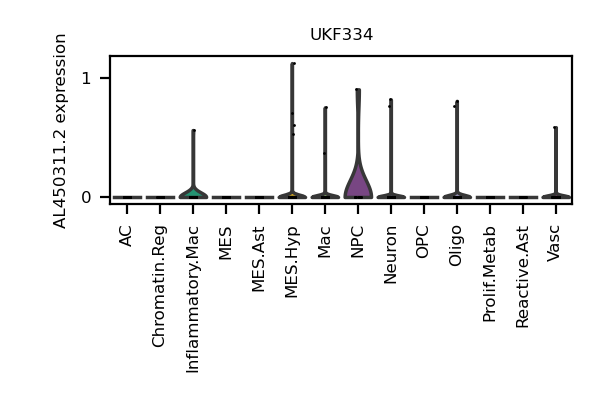 UKF334
AL450311.2 expression
1
0
AC
Chromatin.Reg
Inflammatory.Mac
MES
MES.Ast
MES.Hyp
Mac
NPC
Neuron
OPC
Oligo
Prolif.Metab
Reactive.Ast
Vasc